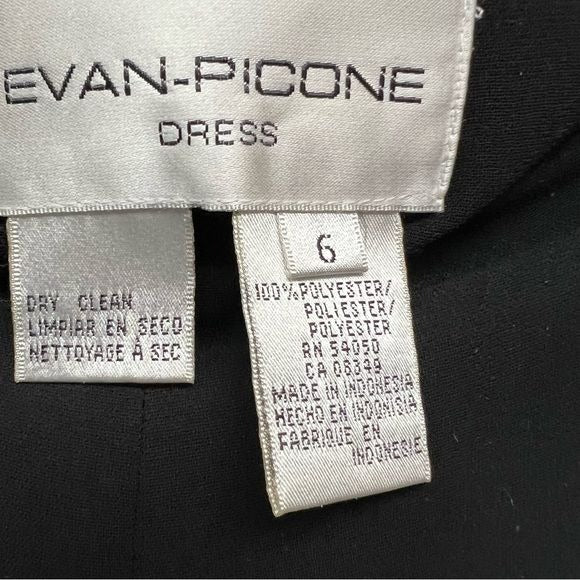 EVAN-PICONE
DRESS
DRY CLEAN
LIMPIAR EN SECO
NETTOYAGE À SEC
6
100%POLYESTER/
POLYESTER/
POLYESTER
RN 54050
CA 08349
MADE IN INDONESIA
HECHO EN INDONISIA
FABRIQUE EN
INDONESIE